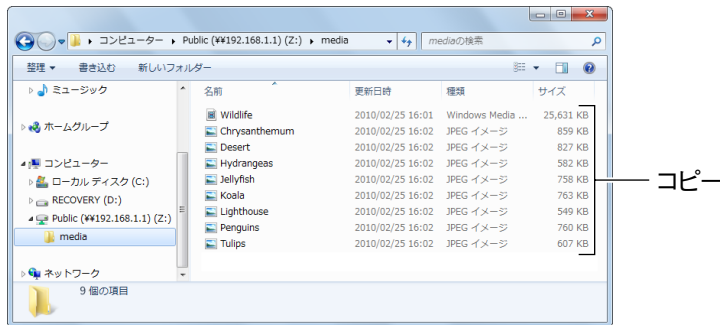 コンピューター ▸ Public (¥¥192.168.1.1) (Z:) ▸ media
mediaの検索
整理 書き込む 新しいフォルダー
ミュージック
ホームグループ
コンピューター
ローカル ディスク (C:)
RECOVERY (D:)
Public (¥¥192.168.1.1) (Z:)
media
ネットワーク
名前 更新日時 種類 サイズ
Wildlife 2010/02/25 16:01 Windows Media ... 25,631 KB
Chrysanthemum 2010/02/25 16:02 JPEG イメージ 859 KB
Desert 2010/02/25 16:02 JPEG イメージ 827 KB
Hydrangeas 2010/02/25 16:02 JPEG イメージ 582 KB
Jellyfish 2010/02/25 16:02 JPEG イメージ 758 KB
Koala 2010/02/25 16:02 JPEG イメージ 763 KB
Lighthouse 2010/02/25 16:02 JPEG イメージ 549 KB
Penguins 2010/02/25 16:02 JPEG イメージ 760 KB
Tulips 2010/02/25 16:02 JPEG イメージ 607 KB
コピー
9 個の項目